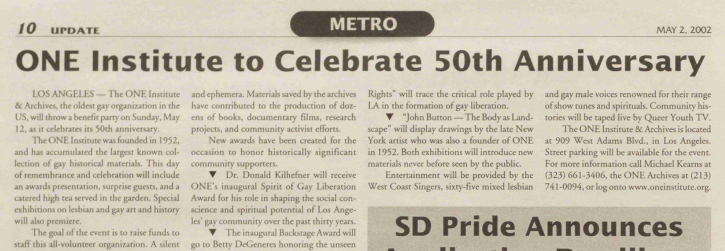 10 UPDATE
METRO
MAY 2, 2002
ONE Institute to Celebrate 50th Anniversary
LOS ANGELES — The ONE Institute
& Archives, the oldest gay organization in the
US, will throw a benefit party on Sunday, May
12, as it celebrates its 50th anniversary.
The ONE Institute was founded in 1952,
and has accumulated the largest known col-
lection of gay historical materials. This day
of remembrance and celebration will include
an awards presentation, surprise guests, and a
catered high tea served in the garden. Special
exhibitions on lesbian and gay art and history
will also premiere.
The goal of the event is to raise funds to
staff this all-volunteer organization. A silent
and ephemera. Materials saved by the archives
have contributed to the production of doz-
ens of books, documentary films, research
projects, and community activist efforts.
New awards have been created for the
occasion to honor historically significant
community supporters.
▼ Dr. Donald Kilhefner will receive
ONE's inaugural Spirit of Gay Liberation
Award for his role in shaping the social con-
science and spiritual potential of Los Ange-
les' gay community over the past thirty years.
▼ The inaugural Backstage Award will
go to Betty DeGeneres honoring the unseen
Rights" will trace the critical role played by
LA in the formation of gay liberation.
▼ "John Button — The Body as Land-
scape" will display drawings by the late New
York artist who was also a founder of ONE
in 1952. Both exhibitions will introduce new
materials never before seen by the public.
Entertainment will be provided by the
West Coast Singers, sixty-five mixed lesbian
and gay male voices renowned for their range
of show tunes and spirituals. Community his-
tories will be taped live by Queer Youth TV.
The ONE Institute & Archives is located
at 909 West Adams Blvd., in Los Angeles.
Street parking will be available for the event.
For more information call Michael Kearns at
(323) 661-3406, the ONE Archives at (213)
741-0094, or log onto www.oneinstitute.org.
SD Pride Announces